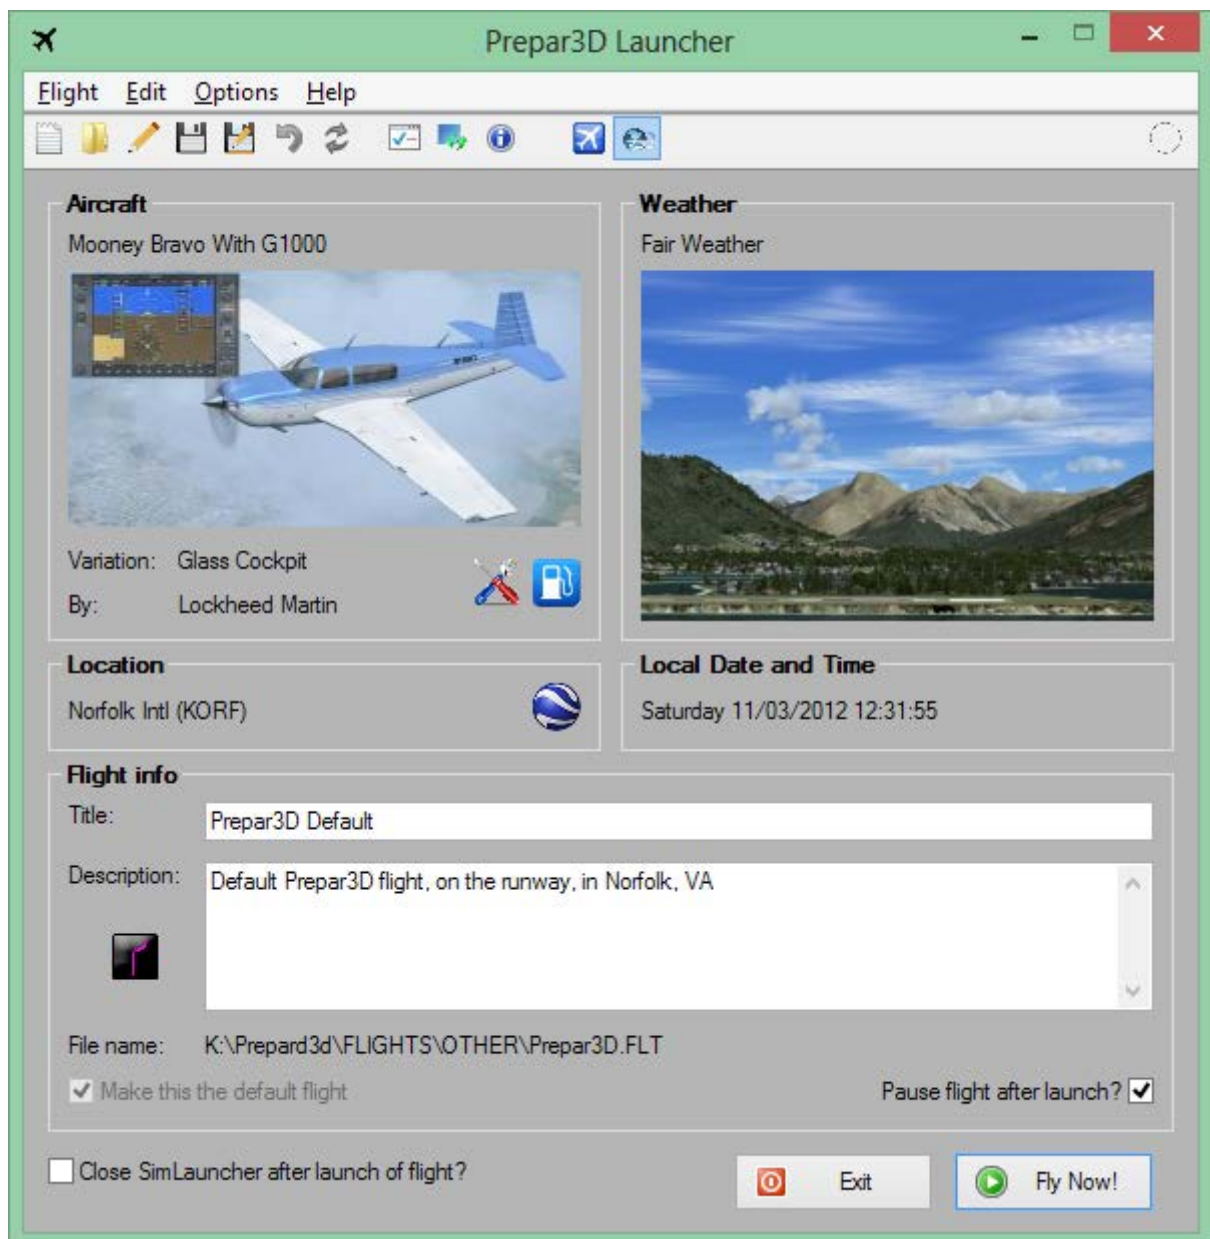 Prepar3D Launcher
Flight Edit Options Help
Aircraft
Mooney Bravo With G1000
Variation: Glass Cockpit
By: Lockheed Martin
Weather
Fair Weather
Location
Norfolk Intl (KORF)
Local Date and Time
Saturday 11/03/2012 12:31:55
Flight info
Title: Prepar3D Default
Description: Default Prepar3D flight, on the runway, in Norfolk, VA
File name: K:\Prepard3d\FLIGHTS\OTHER\Prepar3D.FLT
Make this the default flight
Pause flight after launch?
Close SimLauncher after launch of flight?
Exit
Fly Now!